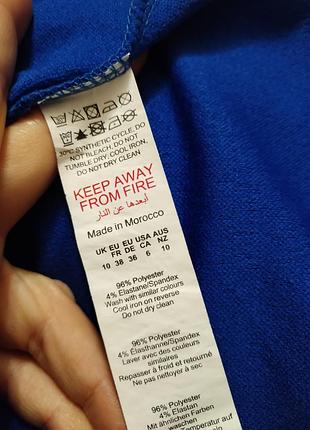 30°C SYNTHETIC CYCLE. DO
NOT BLEACH. DO NOT
TUMBLE DRY. COOL IRON.
DO NOT DRY CLEAN
KEEP AWAY
FROM FIRE
أبعدها عن النار
Made in Morocco
UK EU EU USA AUS
FR DE CA NZ
10 38 36 6 10
96% Polyester
4% Elastane/Spandex
Wash with similar colours
Cool iron on reverse
Do not dry clean
96% Polyester
4% Elasthanne/Spandex
Laver avec des couleurs
similaires
Repasser à froid et retourné
Ne pas nettoyer à sec
96% Polyester
4% Elastan
Mit ähnlichen Farben
waschen
Temperatur auf